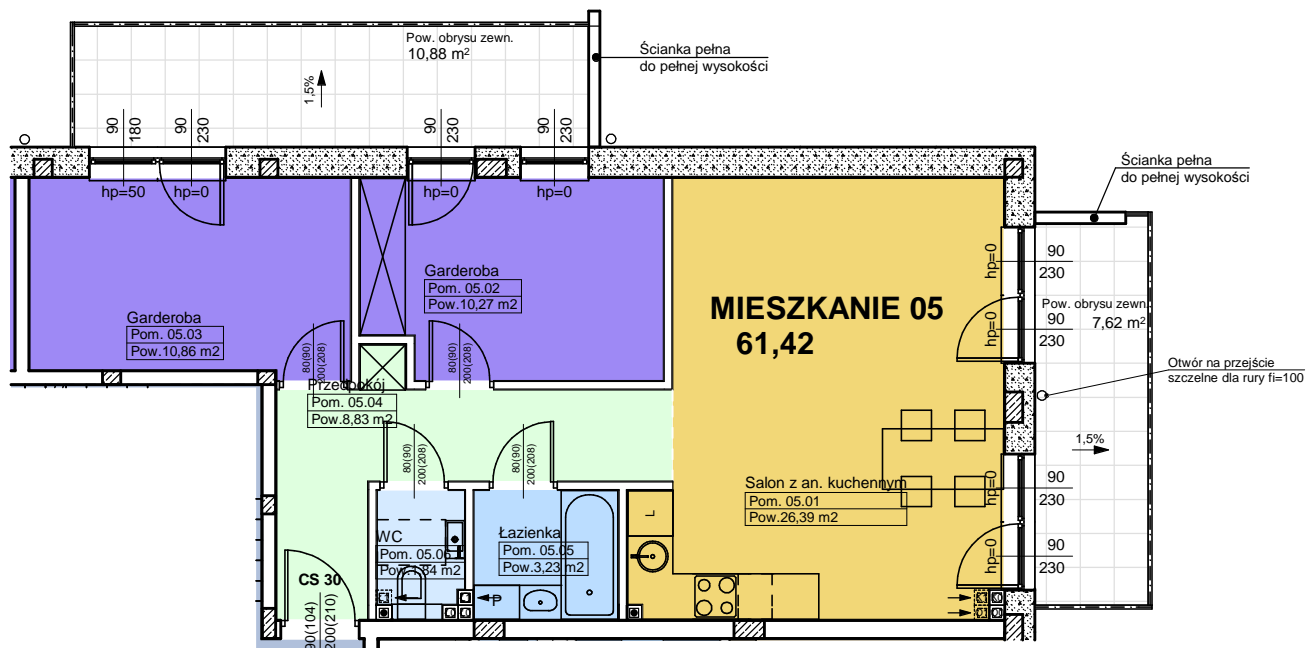 Pow. obrysu zewn.
10,88 m²
Ścianka pełna
do pełnej wysokości
1,5%
90
180
90
230
90
230
90
230
hp=50
hp=0
hp=0
hp=0
Ścianka pełna
do pełnej wysokości
Garderoba
Pom. 05.02
Pow.10,27 m2
Garderoba
Pom. 05.03
Pow.10,86 m2
MIESZKANIE 05
61,42
hp=0
90
230
Pow. obrysu zewn.
7,62 m²
hp=0
90
230
80(90)
200(208)
80(90)
200(208)
Otwór na przejście
szczelne dla rury fi=100
Przedpokój
Pom. 05.04
Pow.8,83 m2
1,5%
80(90)
200(208)
80(90)
200(208)
Salon z an. kuchennym
Pom. 05.01
Pow.26,39 m2
hp=0
90
230
L
WC
Pom. 05.06
Pow.1,84 m2
Łazienka
Pom. 05.05
Pow.3,23 m2
hp=0
90
230
CS 30
P
90(104)
200(210)